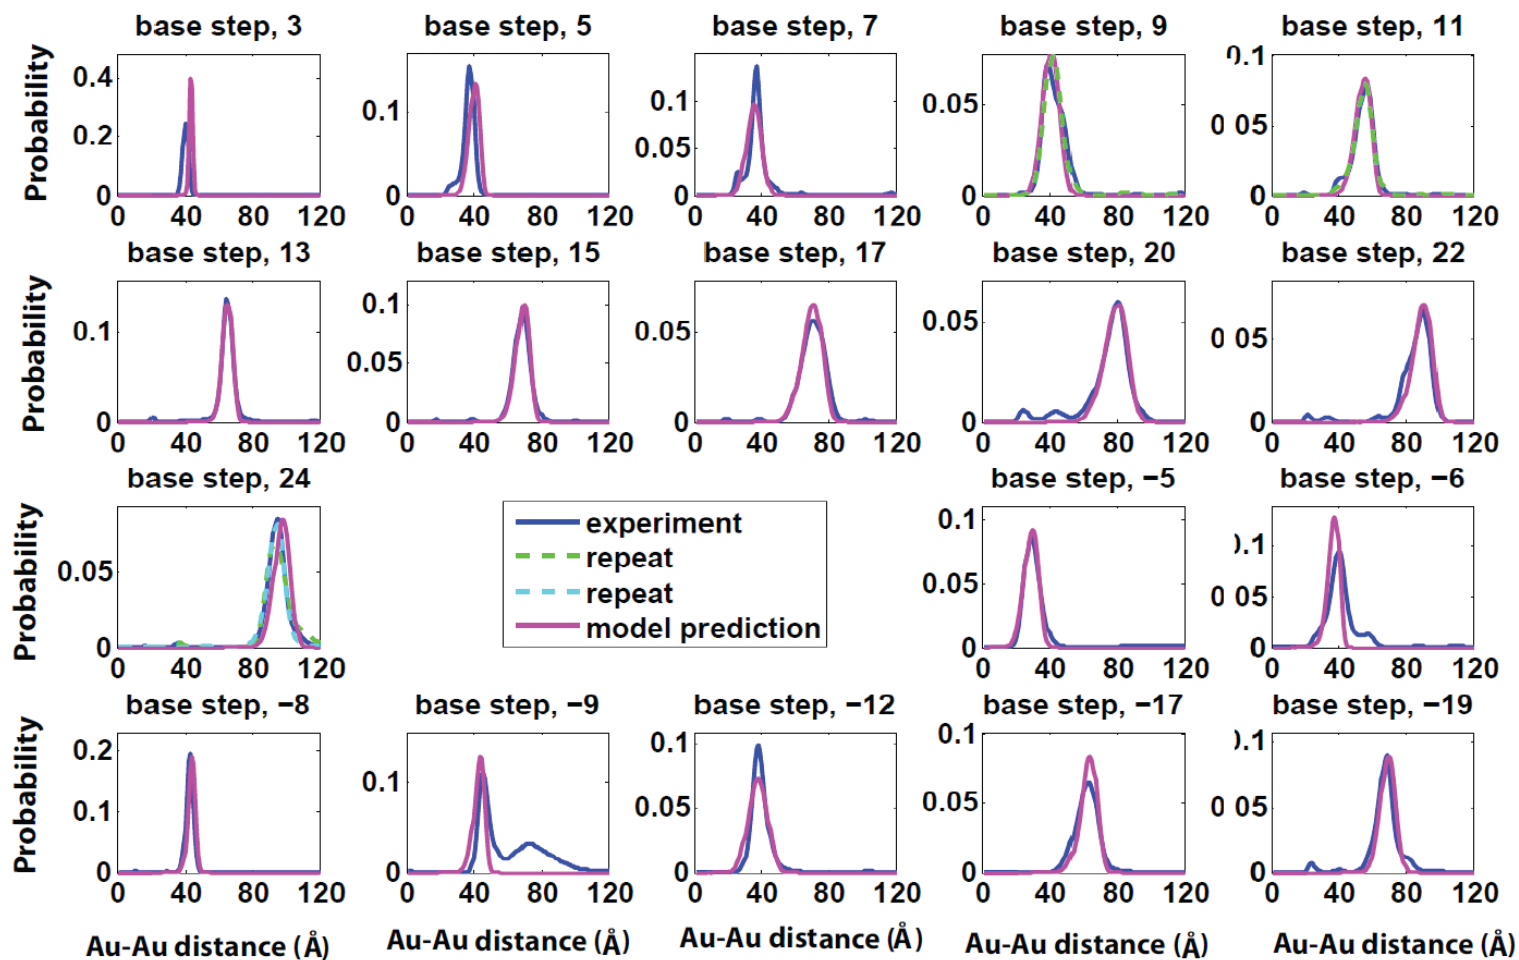 base step, 3
base step, 5
base step, 7
base step, 9
base step, 11
Probability
0.4
0.2
0
0 40 80 120
0.1
0
0 40 80 120
0.1
0.05
0
0 40 80 120
0.05
0
0 40 80 120
0.1
0 05
0
0 40 80 120
base step, 13
base step, 15
base step, 17
base step, 20
base step, 22
Probability
0.1
0
0 40 80 120
0.1
0.05
0
0 40 80 120
0.05
0
0 40 80 120
0.05
0
0 40 80 120
0.05
0
0 40 80 120
base step, 24
base step, −5
base step, −6
Probability
0.05
0
0 40 80 120
experiment
repeat
repeat
model prediction
0.1
0.05
0
0 40 80 120
0.1
0 05
0
0 40 80 120
base step, −8
base step, −9
base step, −12
base step, −17
base step, −19
Probability
0.2
0.1
0
0 40 80 120
0.1
0
0 40 80 120
0.1
0.05
0
0 40 80 120
0.1
0.05
0
0 40 80 120
0.1
0 05
0
0 40 80 120
Au-Au distance (Å)
Au-Au distance (Å)
Au-Au distance (Å)
Au-Au distance (Å)
Au-Au distance (Å)